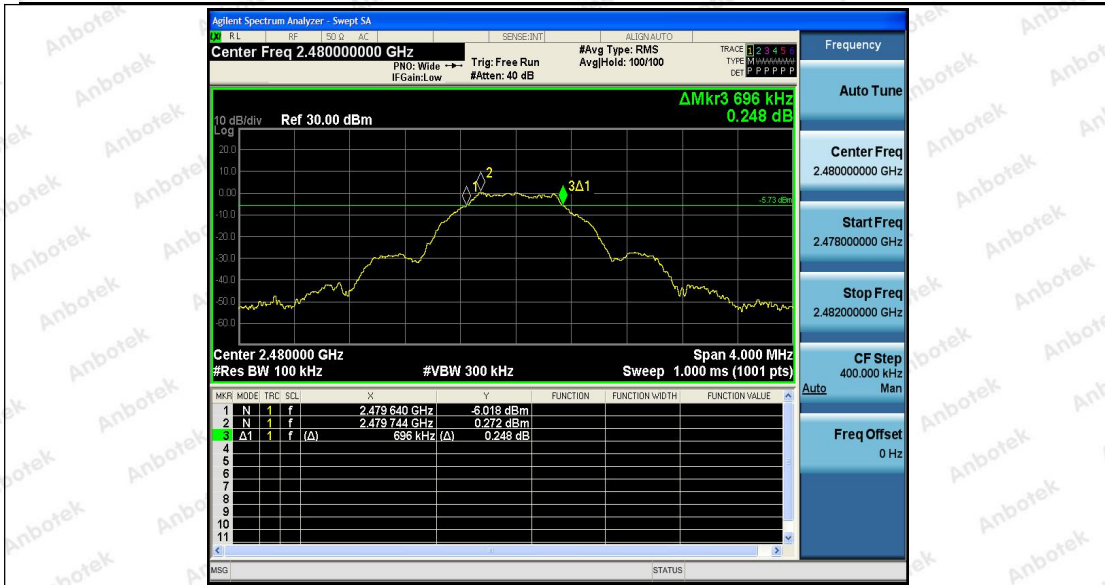 Agilent Spectrum Analyzer - Swept SA
RL RF 50 Ω AC SENSE:INT ALIGNAUTO
Center Freq 2.480000000 GHz
PNO: Wide
IFGain:Low
Trig: Free Run
#Atten: 40 dB
#Avg Type: RMS
Avg|Hold: 100/100
TRACE 1 2 3 4 5 6
TYPE M
DET P P P P P P
ΔMkr3 696 kHz
0.248 dB
10 dB/div Ref 30.00 dBm
Log
20.0
10.0
0.00
-10.0
-20.0
-30.0
-40.0
-50.0
-60.0
1
2
3Δ1
-5.73 dBm
Center 2.480000 GHz Span 4.000 MHz
#Res BW 100 kHz #VBW 300 kHz Sweep 1.000 ms (1001 pts)
MKR MODE TRC SCL X Y FUNCTION FUNCTION WIDTH FUNCTION VALUE
1 N 1 f 2.479 640 GHz -6.018 dBm
2 N 1 f 2.479 744 GHz 0.272 dBm
3 Δ1 1 f (Δ) 696 kHz (Δ) 0.248 dB
4
5
6
7
8
9
10
11
MSG STATUS
Frequency
Auto Tune
Center Freq
2.480000000 GHz
Start Freq
2.478000000 GHz
Stop Freq
2.482000000 GHz
CF Step
400.000 kHz
Auto Man
Freq Offset
0 Hz
Anbotek